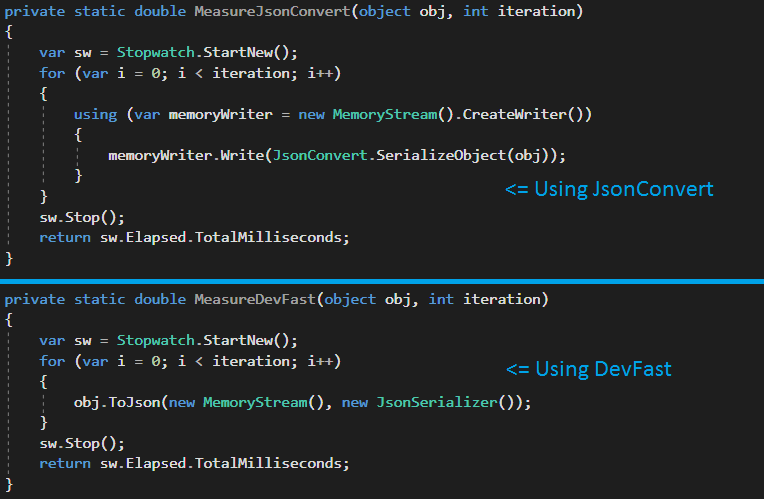 private static double MeasureJsonConvert(object obj, int iteration)
{
    var sw = Stopwatch.StartNew();
    for (var i = 0; i < iteration; i++)
    {
        using (var memoryWriter = new MemoryStream().CreateWriter())
        {
            memoryWriter.Write(JsonConvert.SerializeObject(obj));
        }
    }
<= Using JsonConvert
    sw.Stop();
    return sw.Elapsed.TotalMilliseconds;
}
private static double MeasureDevFast(object obj, int iteration)
{
    var sw = Stopwatch.StartNew();
    for (var i = 0; i < iteration; i++)
<= Using DevFast
    {
        obj.ToJson(new MemoryStream(), new JsonSerializer());
    }
    sw.Stop();
    return sw.Elapsed.TotalMilliseconds;
}